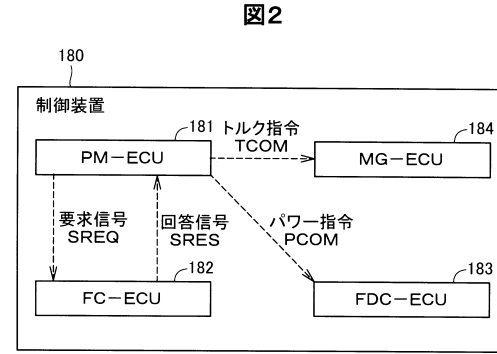 図2
180
制御装置
181
PM－ECU
トルク指令
TCOM
184
MG－ECU
要求信号
SREQ
回答信号
SRES
パワー指令
PCOM
182
FC－ECU
183
FDC－ECU